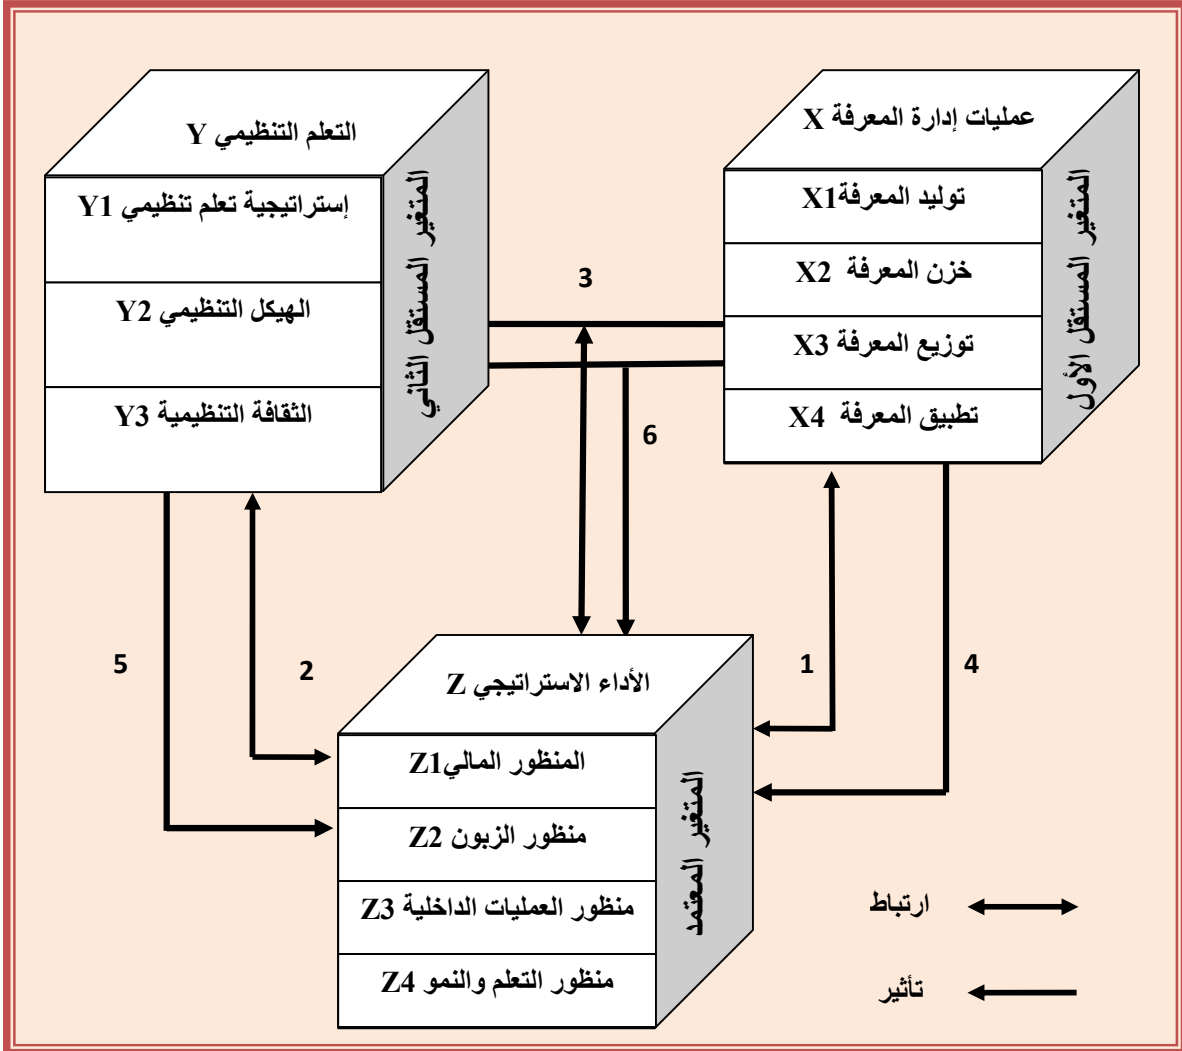 عمليات إدارة المعرفة X
توليد المعرفةX1
خزن المعرفة X2
توزيع المعرفة X3
تطبيق المعرفة X4
المتغير المستقل الأول
التعلم التنظيمي Y
إستراتيجية تعلم تنظيمي Y1
الهيكل التنظيمي Y2
الثقافة التنظيمية Y3
المتغير المستقل الثاني
3
6
4
1
2
5
الأداء الاستراتيجي Z
المنظور الماليZ1
منظور الزبون Z2
منظور العمليات الداخلية Z3
منظور التعلم والنمو Z4
المتغير المعتمد
ارتباط
تأثير